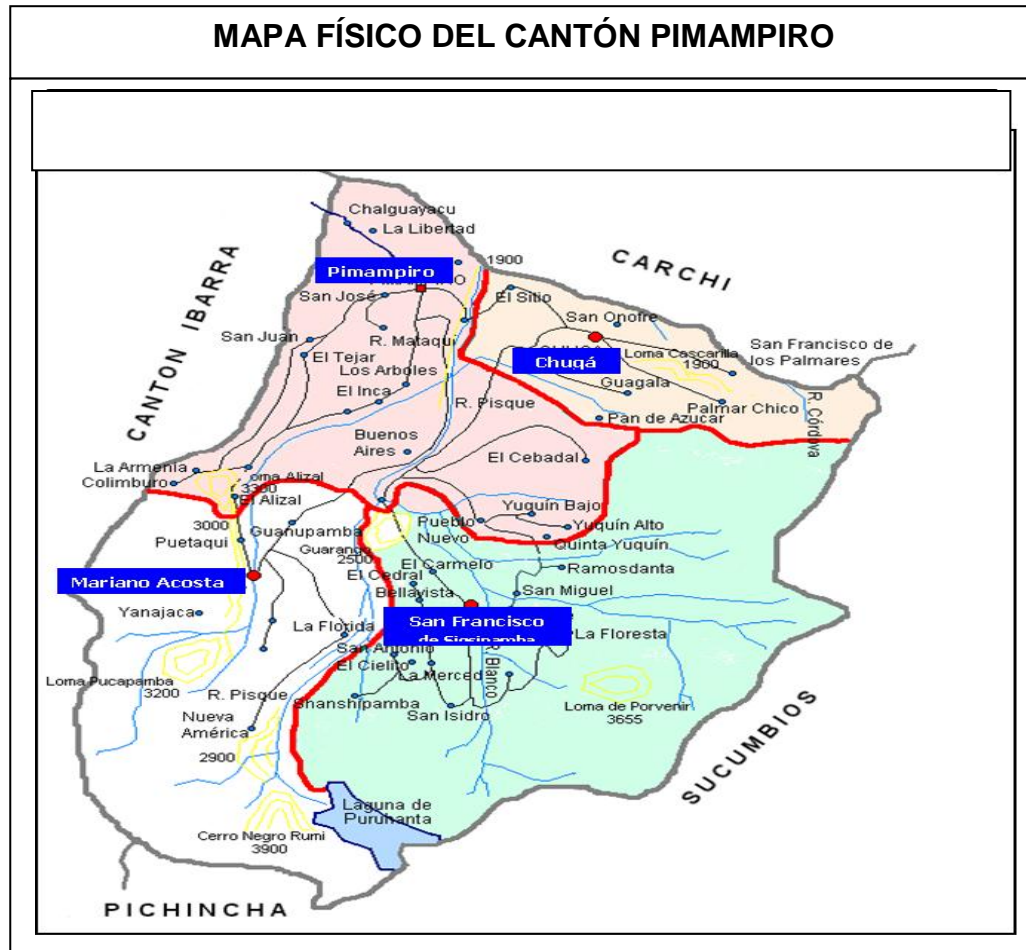 MAPA FÍSICO DEL CANTÓN PIMAMPIRO
Chalguayacu
La Libertad
CANTON IBARRA
CARCHI
1900
Pimampiro
San José
El Sitio
San Onofre
San Juan
R. Mataqui
El Tejar
Los Arboles
Chugá
Loma Cascarilla
1900
San Francisco de
los Palmares
El Inca
R. Pisque
Guagala
Palmar Chico
R. Córdova
Pan de Azucar
Buenos
Aires
El Cebadal
La Armenia
Colimburo
oma Alizal
3300
El Alizal
3000
Guanupamba
Puetaqui
Yuquín Bajo
Pueblo
Nuevo
Yuquín Alto
Quinta Yuquín
Guarango
2500
El Carmelo
El Cedral
Ramosdanta
Mariano Acosta
Bellavista
San Miguel
Yanajaca
La Florida
San Francisco
de Sigsipamba
La Floresta
San Antonio
El Cielito
La Merced
R. Blanco
Loma Pucapamba
3200
R. Pisque
Shanshipamba
San Isidro
Loma de Porvenir
3655
Nueva
América
2900
SUCUMBIOS
Laguna de
Puruhanta
Cerro Negro Rumi
3900
PICHINCHA